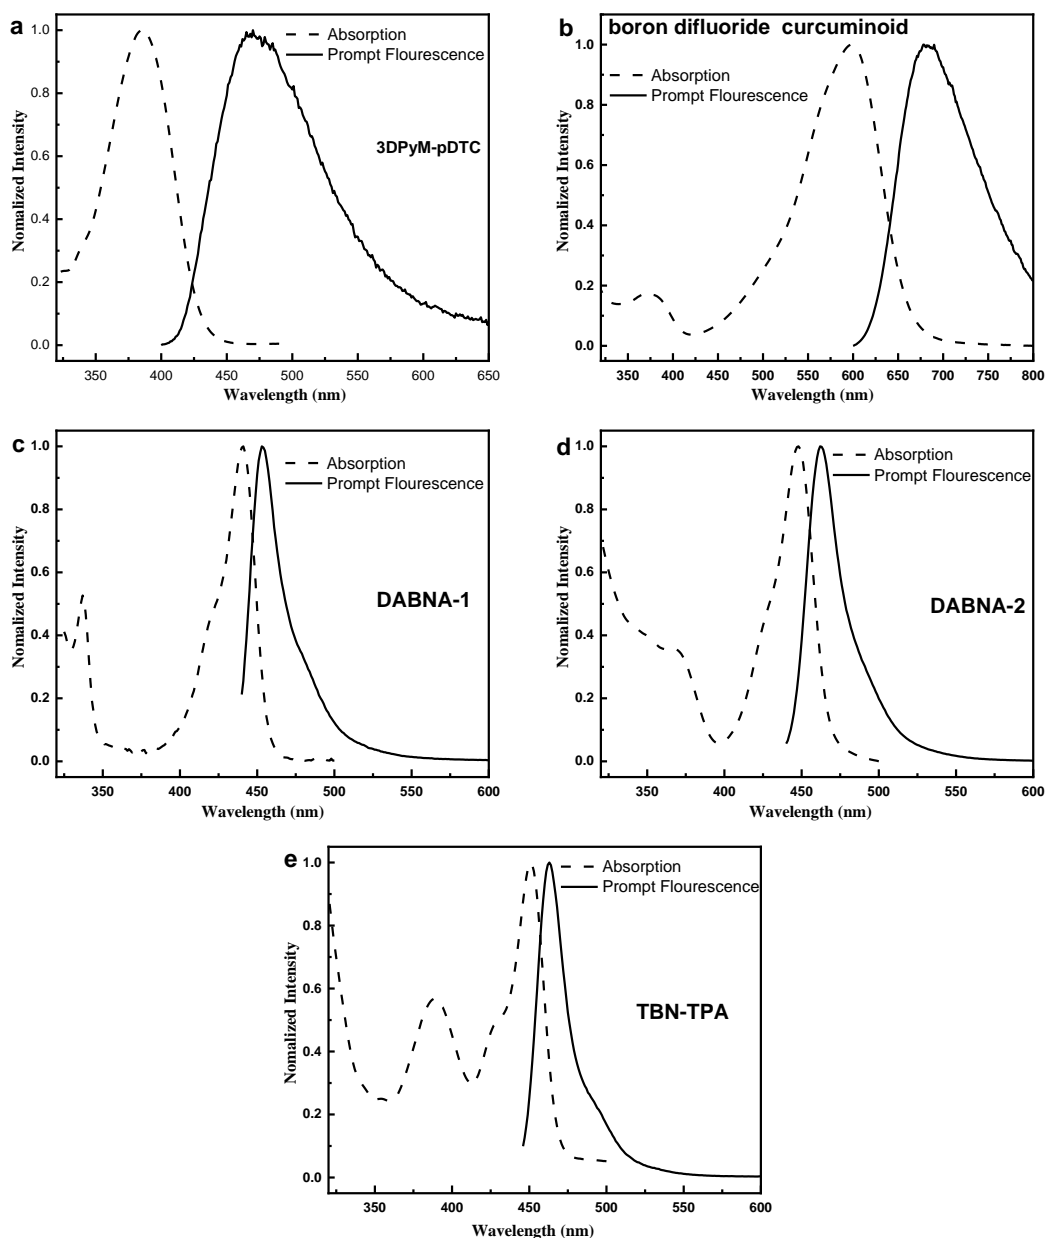 a
Absorption
Prompt Flourescence
3DPyM-pDTC
Nomalized Intensity
1.0
0.8
0.6
0.4
0.2
0.0
350 400 450 500 550 600 650
Wavelength (nm)
b
boron difluoride curcuminoid
Absorption
Prompt Flourescence
Nomalized Intensity
1.0
0.8
0.6
0.4
0.2
0.0
350 400 450 500 550 600 650 700 750 800
Wavelength (nm)
c
Absorption
Prompt Flourescence
DABNA-1
Nomalized Intensity
1.0
0.8
0.6
0.4
0.2
0.0
350 400 450 500 550 600
Wavelength (nm)
d
Absorption
Prompt Flourescence
DABNA-2
Nomalized Intensity
1.0
0.8
0.6
0.4
0.2
0.0
350 400 450 500 550 600
Wavelength (nm)
e
Absorption
Prompt Flourescence
TBN-TPA
Nomalized Intensity
1.0
0.8
0.6
0.4
0.2
0.0
350 400 450 500 550 600
Wavelength (nm)